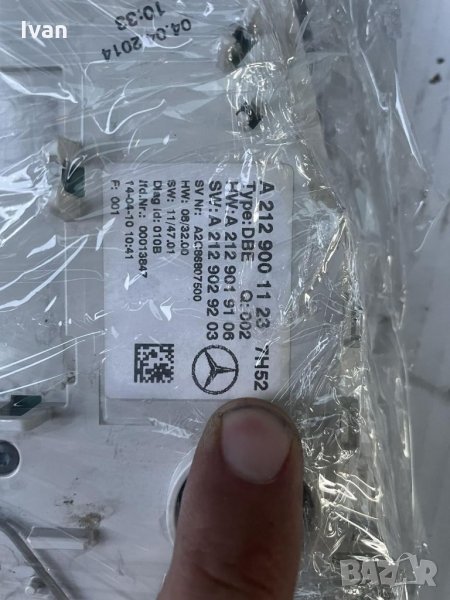 Ivan
04.04.2014
10:33
A 212 900 11 23 7H52
Type: DBE Q: 002
HW: A 212 901 91 06
SW: A 212 902 92 03
SV Nr.: A2C86807500
HW: 08/32.00
SW: 11/47.01
Diag Id: 010B
lfd.Nr.: 00013847
14-04-10 10:41
F: 001
BAZAR